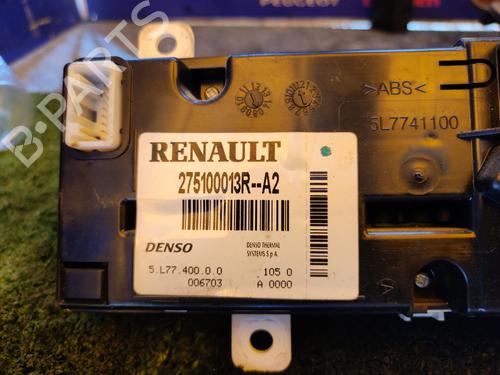 PEUGEOT
B-PARTS
>ABS<
5L7741100
RENAULT
275100013R--A2
DENSO
DENSO THERMAL
SYSTEMS S.p.A.
5.L77.400.0.0
105 0
006703
A 0000